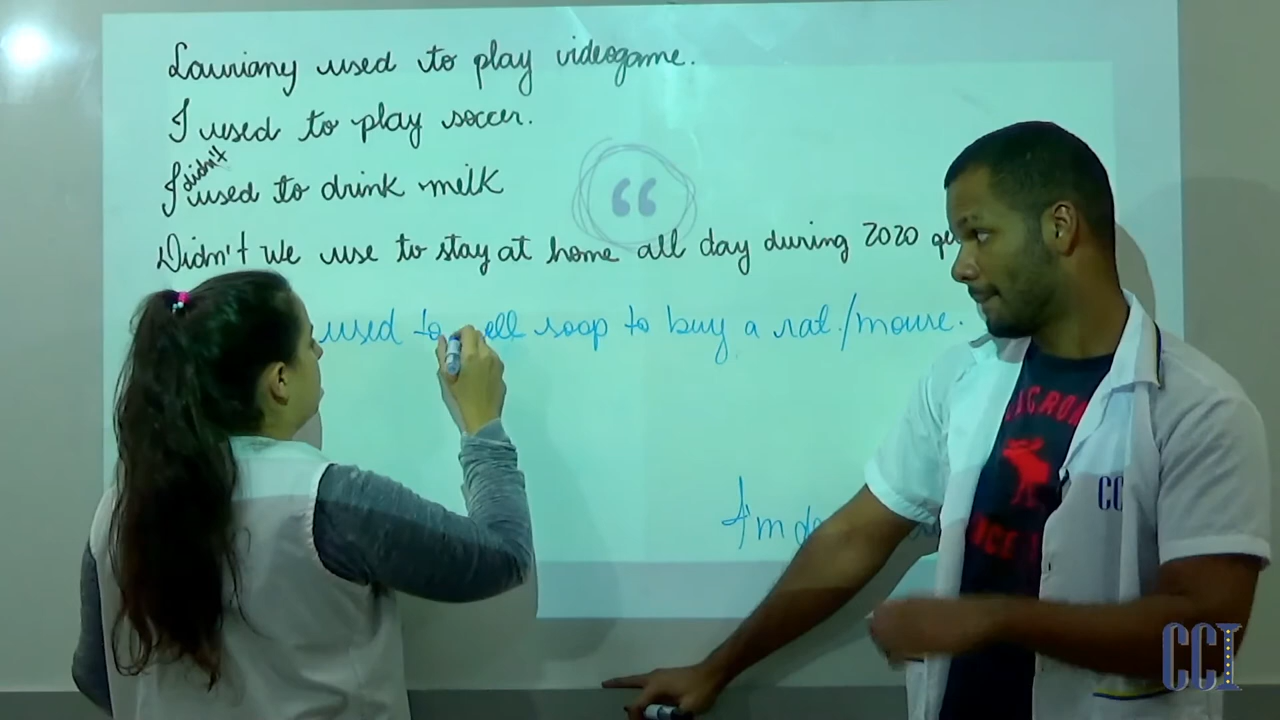 Lauriany used to play videogame.
I used to play soccer.
didn't
I used to drink milk
Didn't we use to stay at home all day during 2020
used to sell soap to buy a rat/mouse.
I'm
CCI